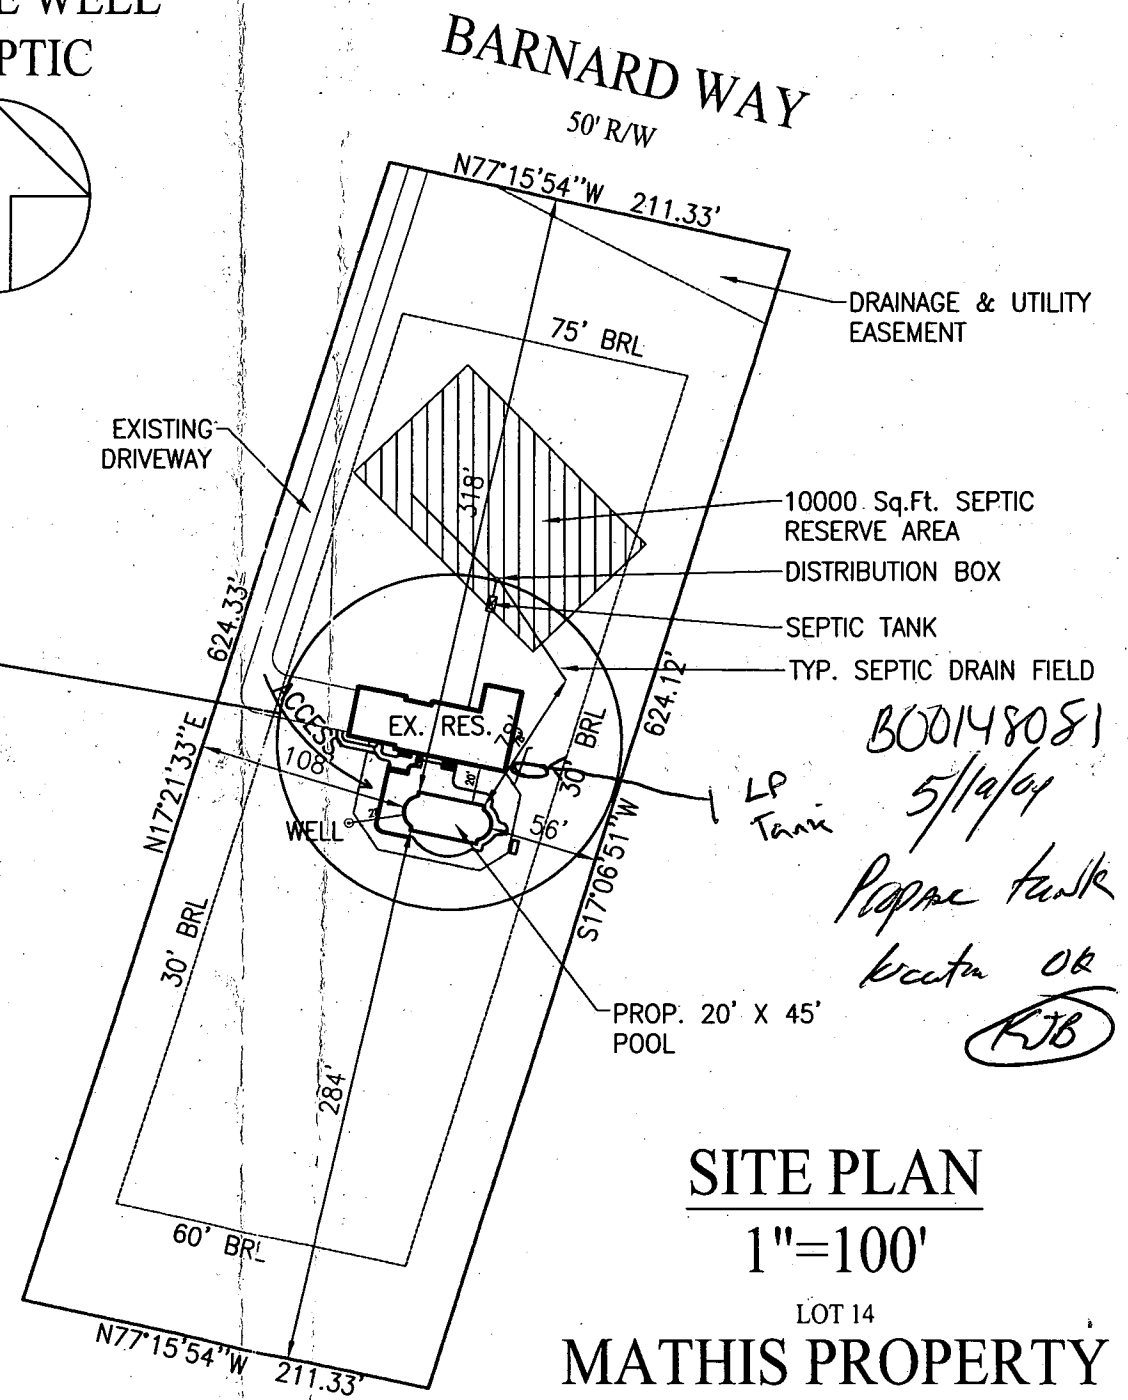 E WELL
PTIC
BARNARD WAY
50' R/W
N77°15'54"W 211.33'
DRAINAGE & UTILITY
EASEMENT
75' BRL
EXISTING
DRIVEWAY
318'
10000 Sq.Ft. SEPTIC
RESERVE AREA
DISTRIBUTION BOX
SEPTIC TANK
TYP. SEPTIC DRAIN FIELD
624.33'
N17°21'33"E
624.12'
S17°06'51"W
ACCESS
EX. RES.
108'
20'
30' BRL
WELL
56'
LP
Tank
B00148081
Propane tank
location OK
KJB
30' BRL
PROP. 20' X 45'
POOL
284'
60' BRL
N77°15'54"W 211.33'
SITE PLAN
1"=100'
LOT 14
MATHIS PROPERTY